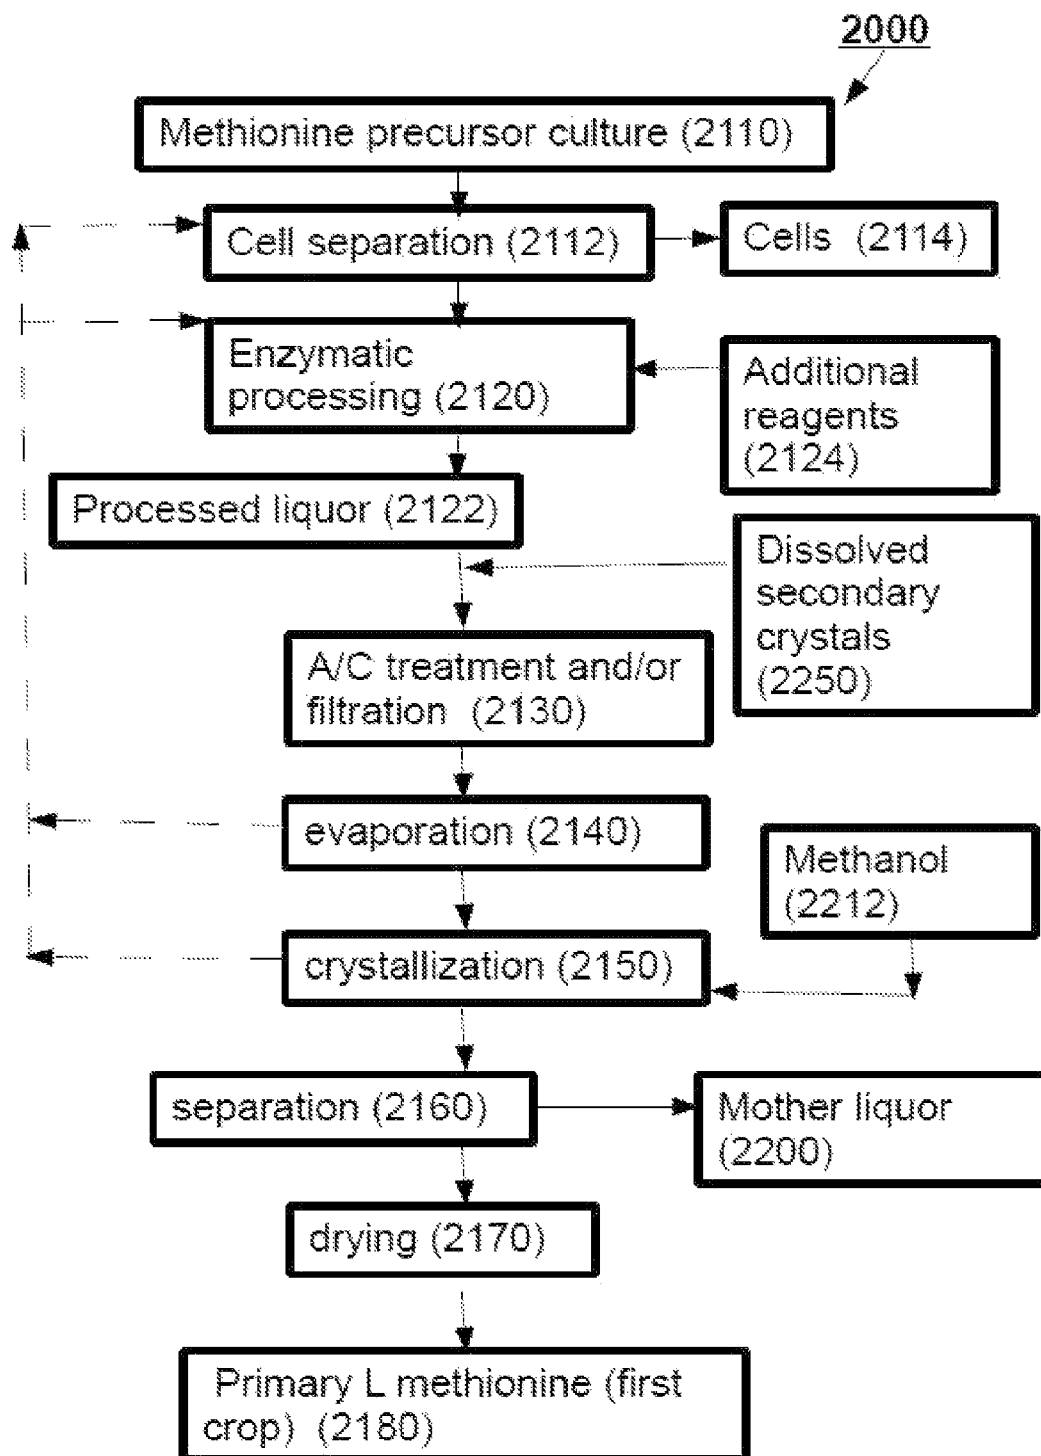 2000
Methionine precursor culture (2110)
Cell separation (2112)
Cells (2114)
Enzymatic
processing (2120)
Additional
reagents
(2124)
Processed liquor (2122)
Dissolved
secondary
crystals
(2250)
A/C treatment and/or
filtration (2130)
evaporation (2140)
Methanol
(2212)
crystallization (2150)
separation (2160)
Mother liquor
(2200)
drying (2170)
Primary L methionine (first
crop) (2180)